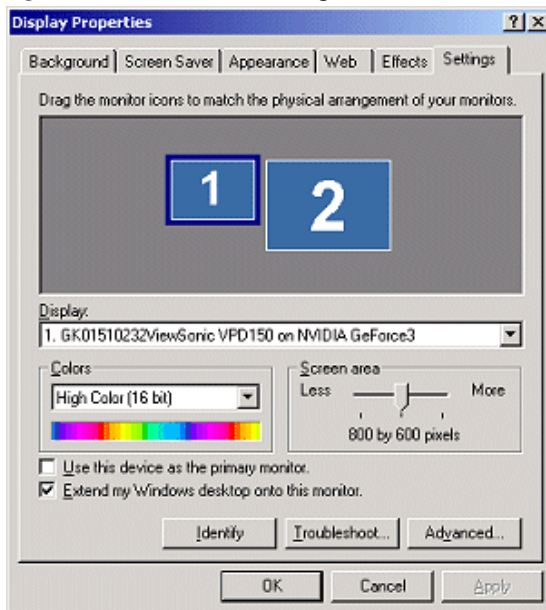 Display Properties
? X
Background Screen Saver Appearance Web Effects Settings
Drag the monitor icons to match the physical arrangement of your monitors.
1 2
Display:
1. GK01510232ViewSonic VPD150 on NVIDIA GeForce3
Colors
High Color (16 bit)
Screen area
Less More
800 by 600 pixels
Use this device as the primary monitor.
Extend my Windows desktop onto this monitor.
Identify Troubleshoot... Advanced...
OK Cancel Apply